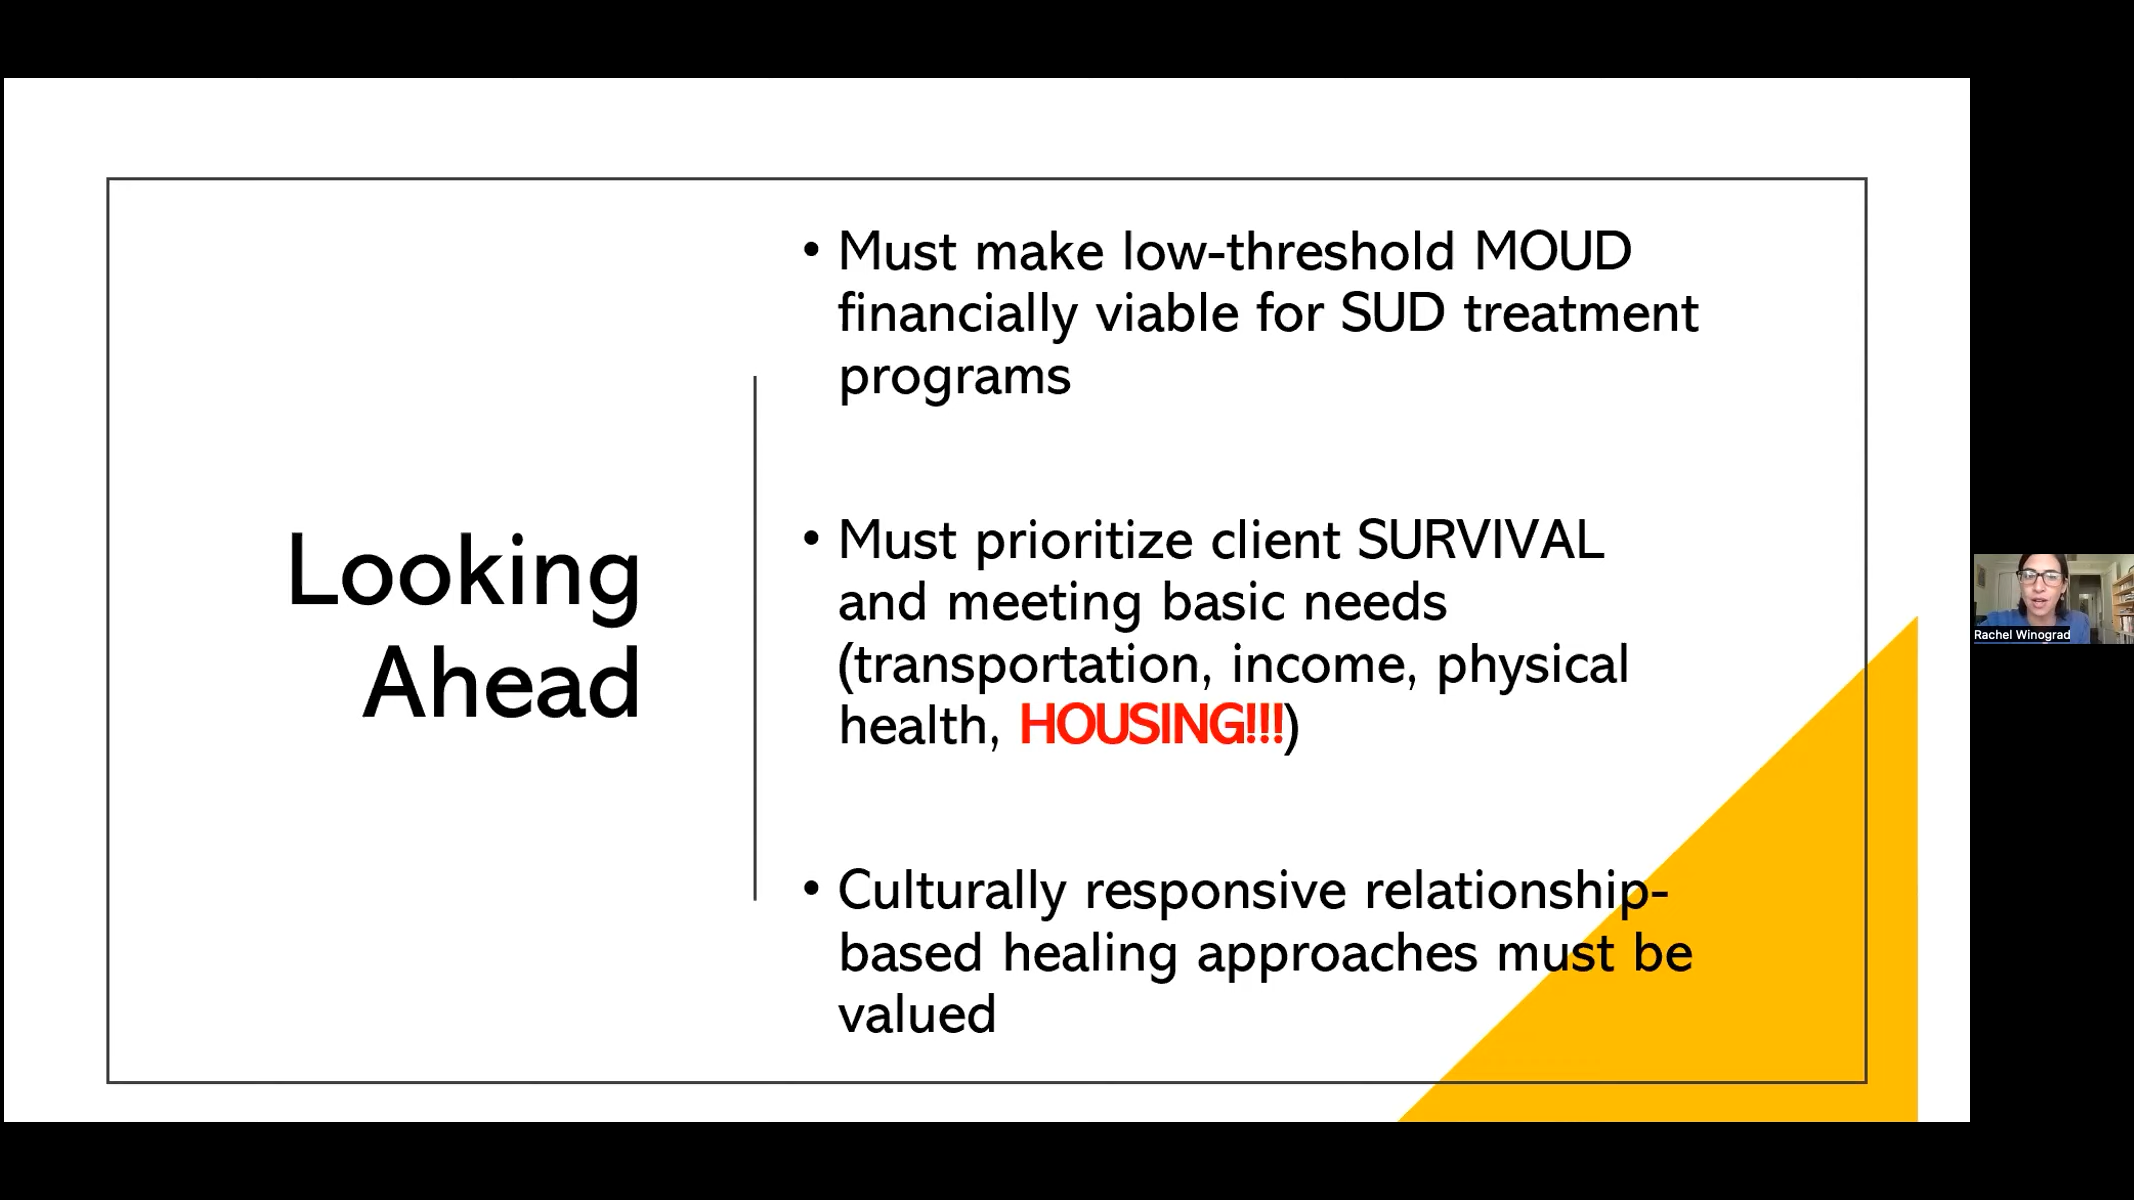 Looking
Ahead
• Must make low-threshold MOUD
financially viable for SUD treatment
programs
• Must prioritize client SURVIVAL
and meeting basic needs
(transportation, income, physical
health, HOUSING!!!)
• Culturally responsive relationship-
based healing approaches must be
valued
Rachel Winograd